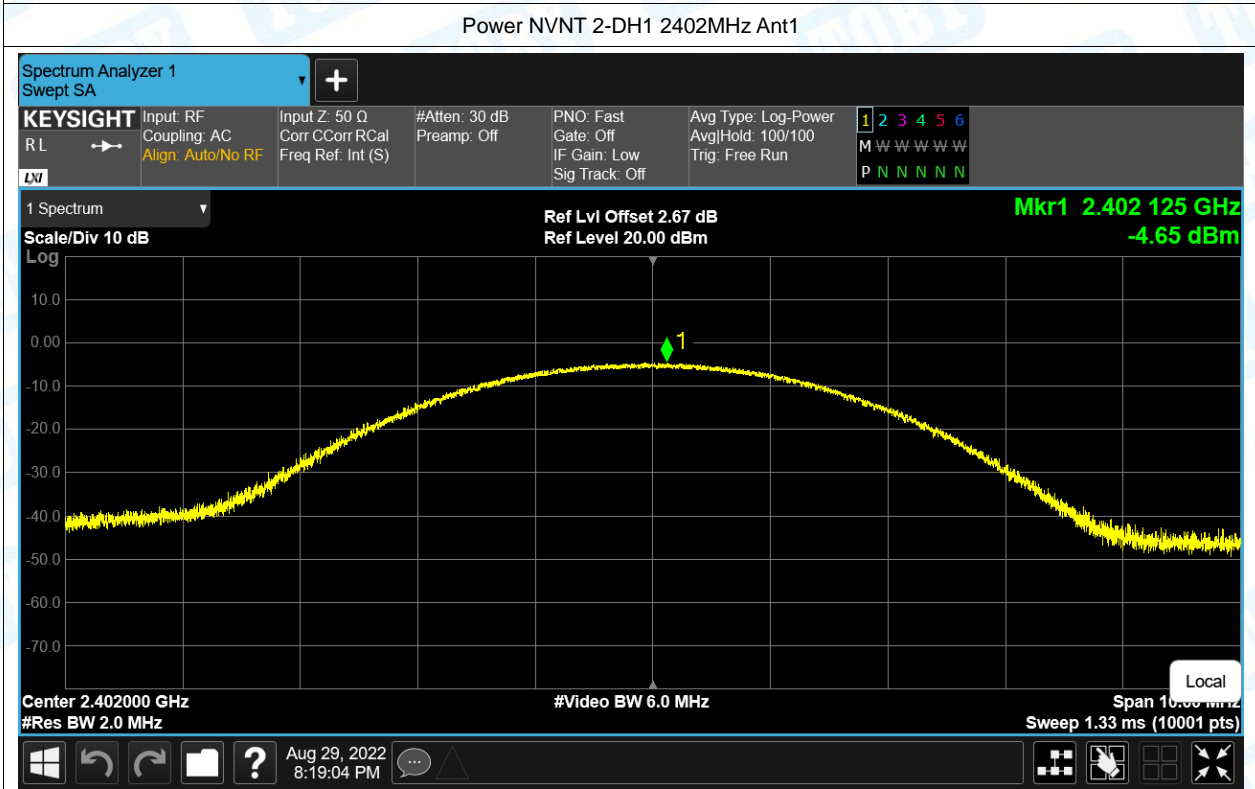 Power NVNT 2-DH1 2402MHz Ant1
Spectrum Analyzer 1
Swept SA
KEYSIGHT
R L
LXI
Input: RF
Coupling: AC
Align: Auto/No RF
Input Z: 50 Ω
Corr CCorr RCal
Freq Ref: Int (S)
#Atten: 30 dB
Preamp: Off
PNO: Fast
Gate: Off
IF Gain: Low
Sig Track: Off
Avg Type: Log-Power
Avg|Hold: 100/100
Trig: Free Run
1 2 3 4 5 6
M W W W W W
P N N N N N
1 Spectrum
Scale/Div 10 dB
Log
Ref Lvl Offset 2.67 dB
Ref Level 20.00 dBm
Mkr1 2.402 125 GHz
-4.65 dBm
10.0
0.00
-10.0
-20.0
-30.0
-40.0
-50.0
-60.0
-70.0
1
Local
Center 2.402000 GHz
#Res BW 2.0 MHz
#Video BW 6.0 MHz
Span 10.00 MHz
Sweep 1.33 ms (10001 pts)
?
Aug 29, 2022
8:19:04 PM